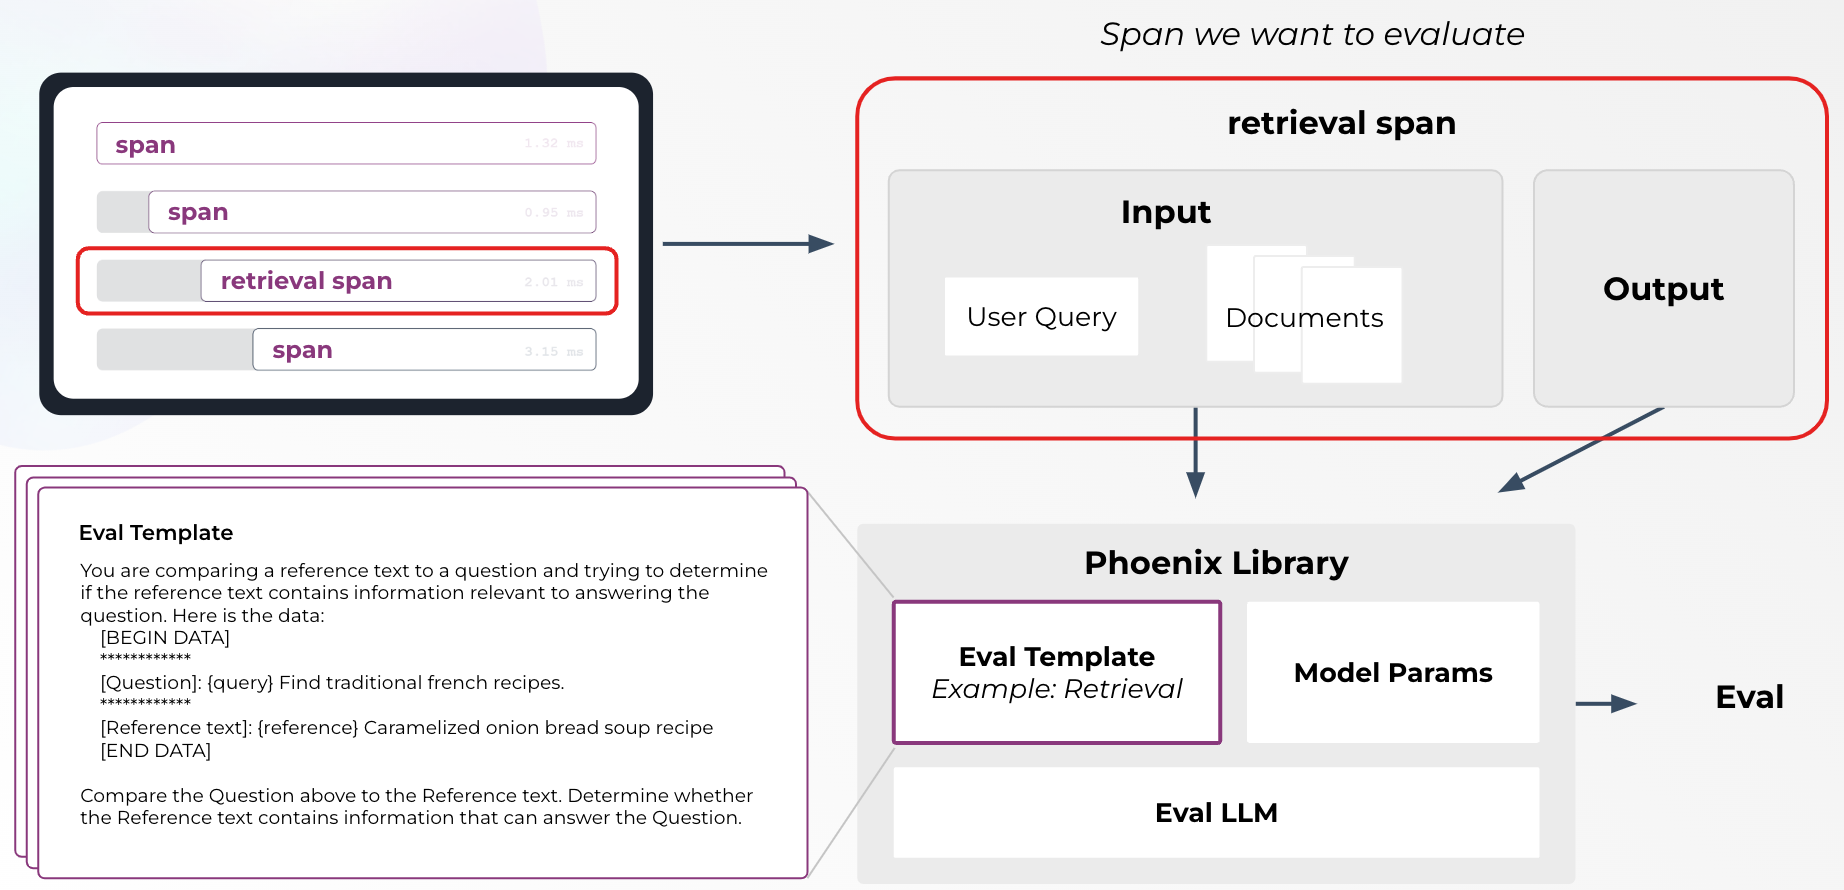 Span we want to evaluate
span
1.32 ms
span
0.95 ms
retrieval span
2.01 ms
span
3.15 ms
retrieval span
Input
User Query
Documents
Output
Eval Template
You are comparing a reference text to a question and trying to determine
if the reference text contains information relevant to answering the
question. Here is the data:
[BEGIN DATA]
************
[Question]: {query} Find traditional french recipes.
************
[Reference text]: {reference} Caramelized onion bread soup recipe
[END DATA]
Compare the Question above to the Reference text. Determine whether
the Reference text contains information that can answer the Question.
Phoenix Library
Eval Template
Example: Retrieval
Model Params
Eval LLM
Eval